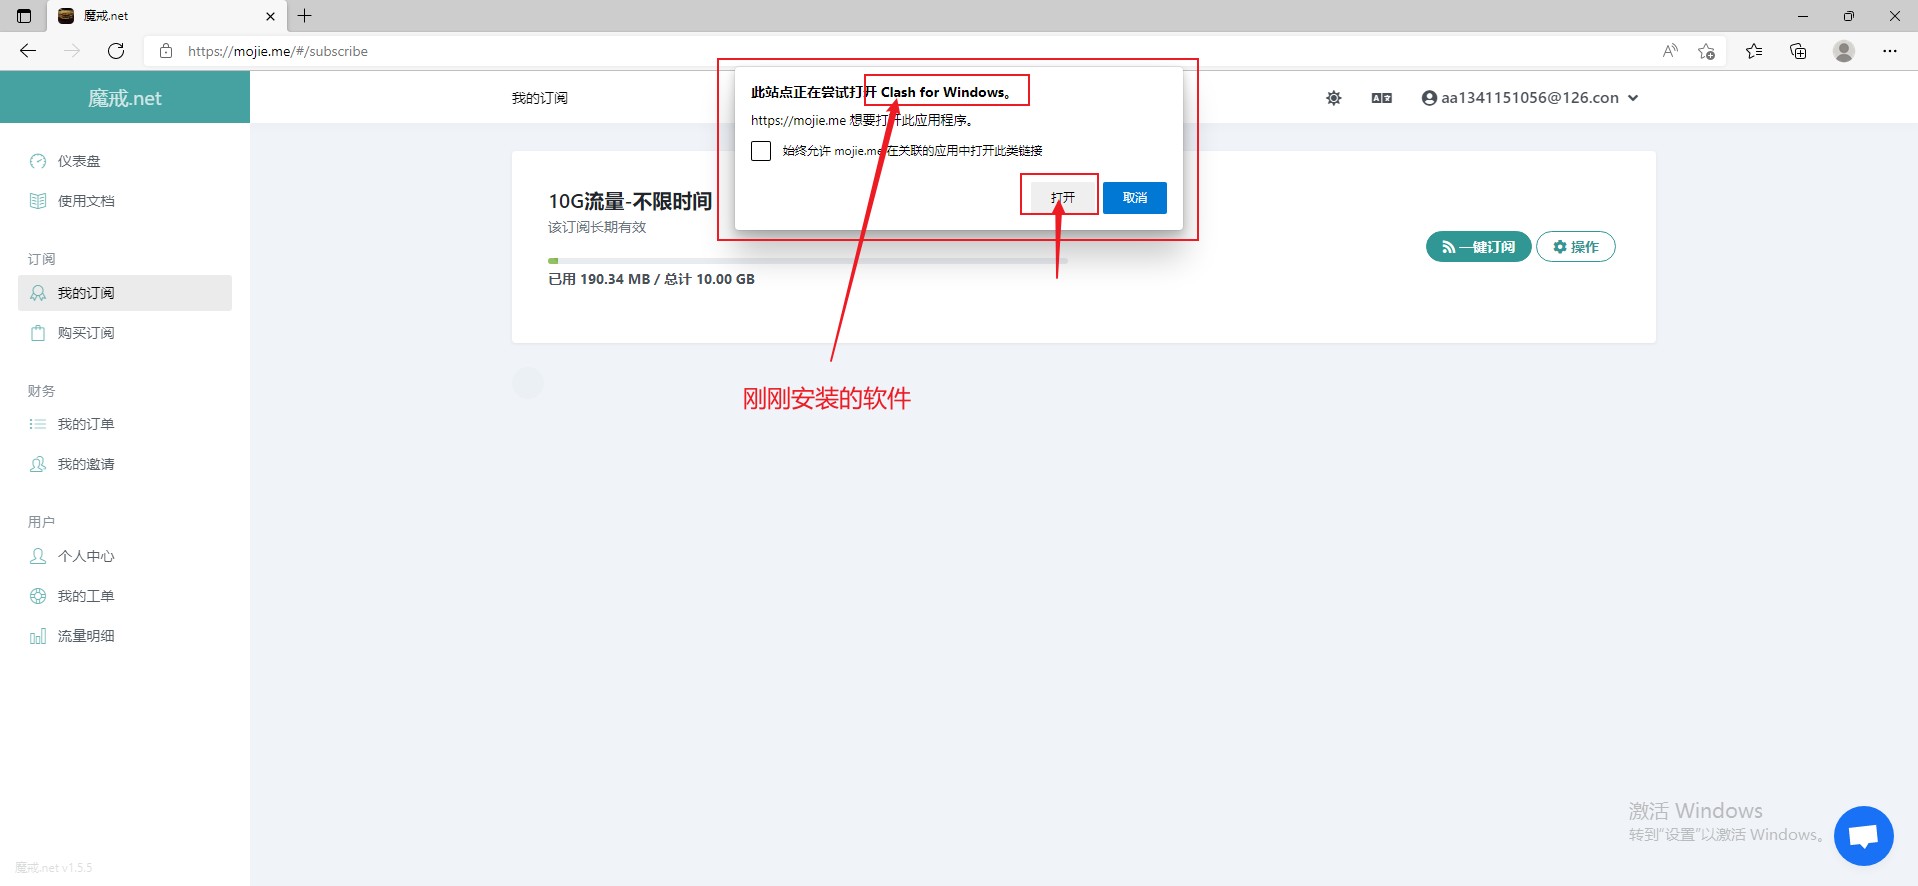 魔戒.net
https://mojie.me/#/subscribe
魔戒.net
我的订阅
aa1341151056@126.con
此站点正在尝试打开 Clash for Windows。
https://mojie.me 想要打开此应用程序。
始终允许 mojie.me 在关联的应用中打开此类链接
打开
取消
仪表盘
使用文档
订阅
我的订阅
购买订阅
财务
我的订单
我的邀请
用户
个人中心
我的工单
流量明细
魔戒.net v1.5.5
10G流量-不限时间
该订阅长期有效
已用 190.34 MB / 总计 10.00 GB
一键订阅
操作
刚刚安装的软件
激活 Windows
转到"设置"以激活 Windows。